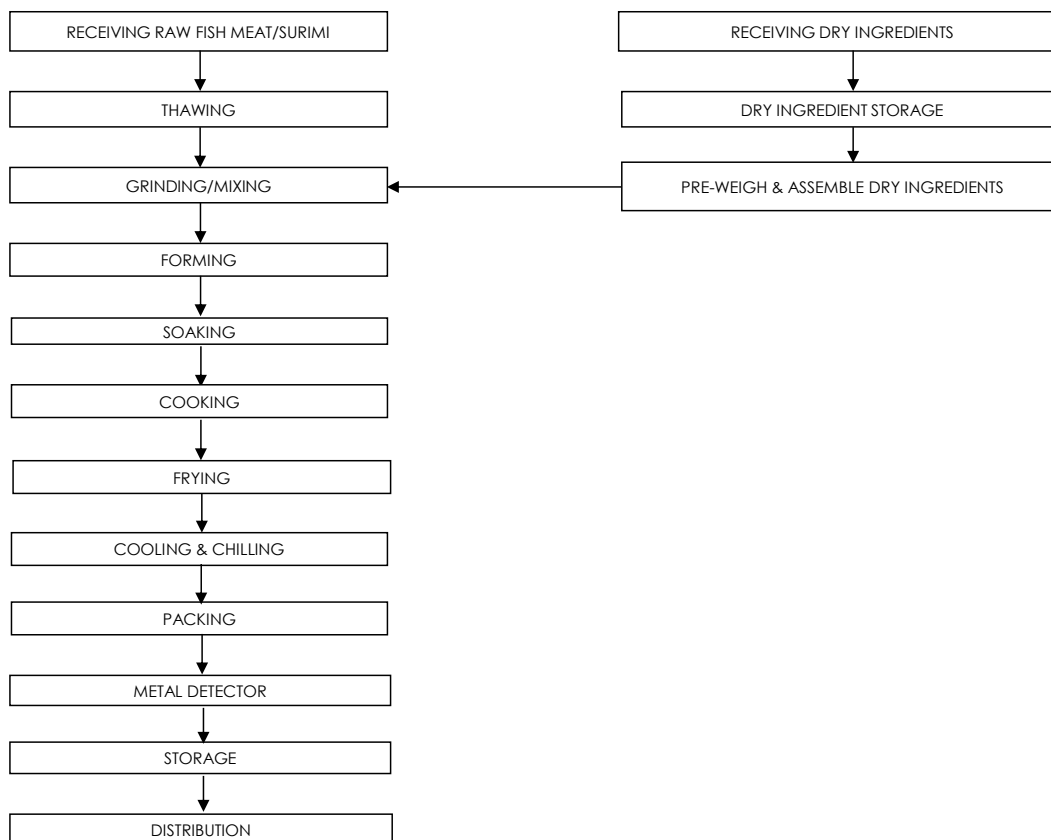 RECEIVING RAW FISH MEAT/SURIMI
THAWING
GRINDING/MIXING
FORMING
SOAKING
COOKING
FRYING
COOLING & CHILLING
PACKING
METAL DETECTOR
STORAGE
DISTRIBUTION
RECEIVING DRY INGREDIENTS
DRY INGREDIENT STORAGE
PRE-WEIGH & ASSEMBLE DRY INGREDIENTS